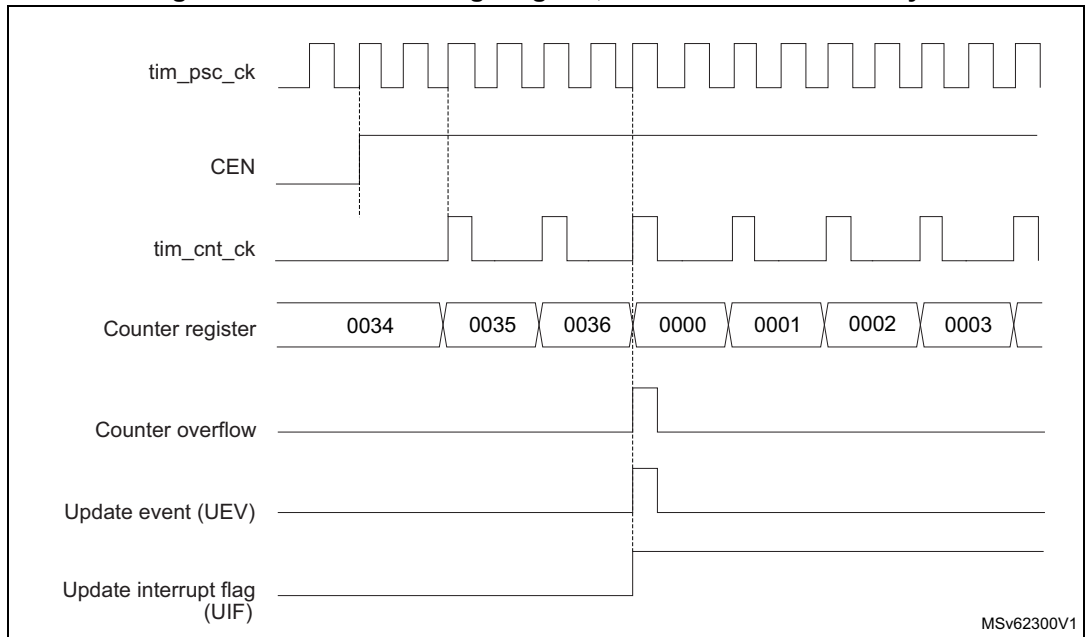 tim_psc_ck
CEN
tim_cnt_ck
Counter register
0034
0035
0036
0000
0001
0002
0003
Counter overflow
Update event (UEV)
Update interrupt flag
(UIF)
MSv62300V1